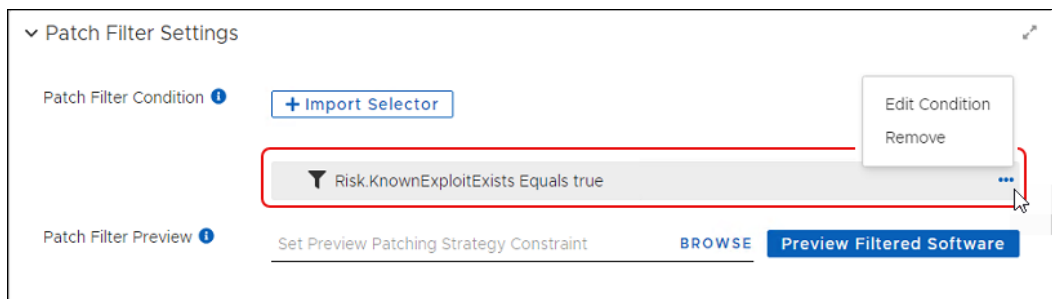 Patch Filter Settings
Patch Filter Condition
+ Import Selector
Edit Condition
Remove
Risk.KnownExploitExists Equals true
Patch Filter Preview
Set Preview Patching Strategy Constraint
BROWSE
Preview Filtered Software